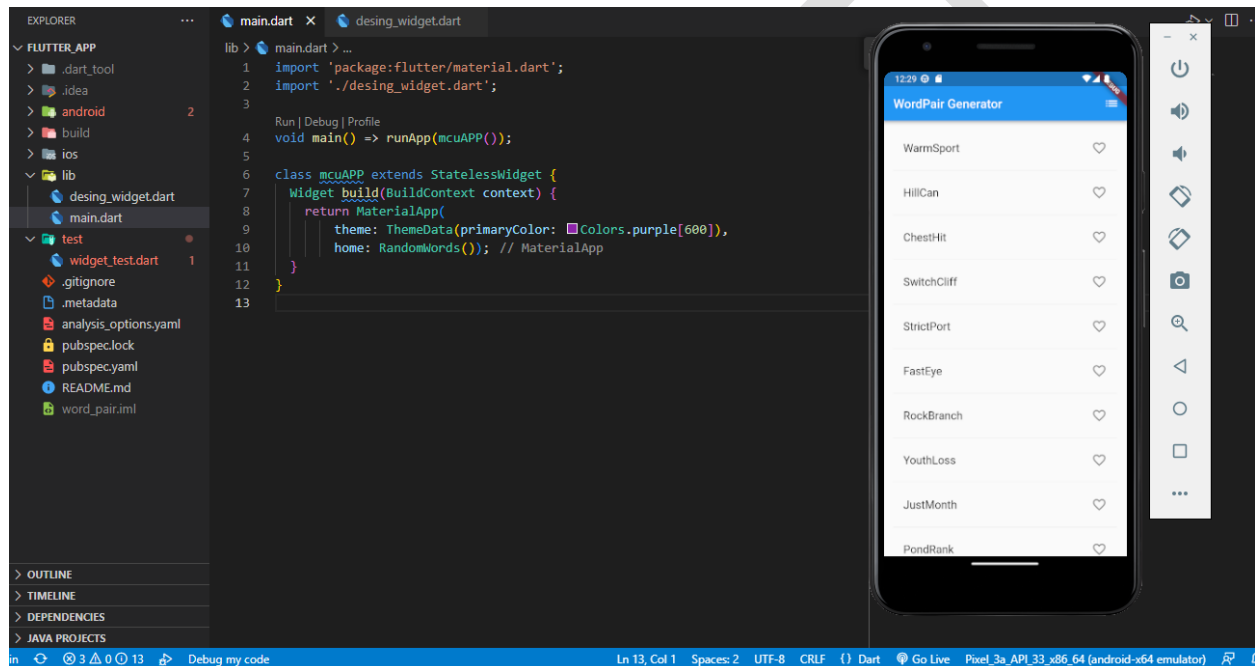 EXPLORER
main.dart
desing_widget.dart
FLUTTER_APP
.dart_tool
.idea
android 2
build
ios
lib
desing_widget.dart
main.dart
test
widget_test.dart 1
.gitignore
.metadata
analysis_options.yaml
pubspec.lock
pubspec.yaml
README.md
word_pair.iml
OUTLINE
TIMELINE
DEPENDENCIES
JAVA PROJECTS
lib > main.dart > ...
1 import 'package:flutter/material.dart';
2 import './desing_widget.dart';
3
Run | Debug | Profile
4 void main() => runApp(mcuAPP());
5
6 class mcuAPP extends StatelessWidget {
7 Widget build(BuildContext context) {
8 return MaterialApp(
9 theme: ThemeData(primaryColor: Colors.purple[600]),
10 home: RandomWords()); // MaterialApp
11 }
12 }
13
12:29
WordPair Generator
WarmSport
HillCan
ChestHit
SwitchCliff
StrictPort
FastEye
RockBranch
YouthLoss
JustMonth
PondRank
in 3 0 13 Debug my code Ln 13, Col 1 Spaces: 2 UTF-8 CRLF {} Dart Go Live Pixel_3a_API_33_x86_64 (android-x64 emulator)